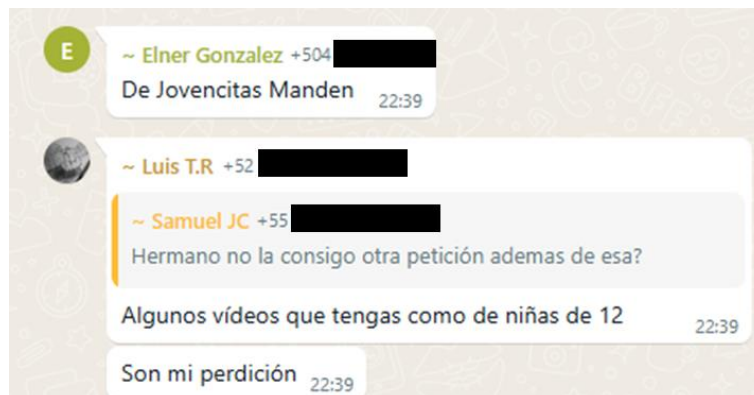 E
~ Elner Gonzalez +504
De Jovencitas Manden 22:39
~ Luis T.R +52
~ Samuel JC +55
Hermano no la consigo otra petición ademas de esa?
Algunos vídeos que tengas como de niñas de 12 22:39
Son mi perdición 22:39